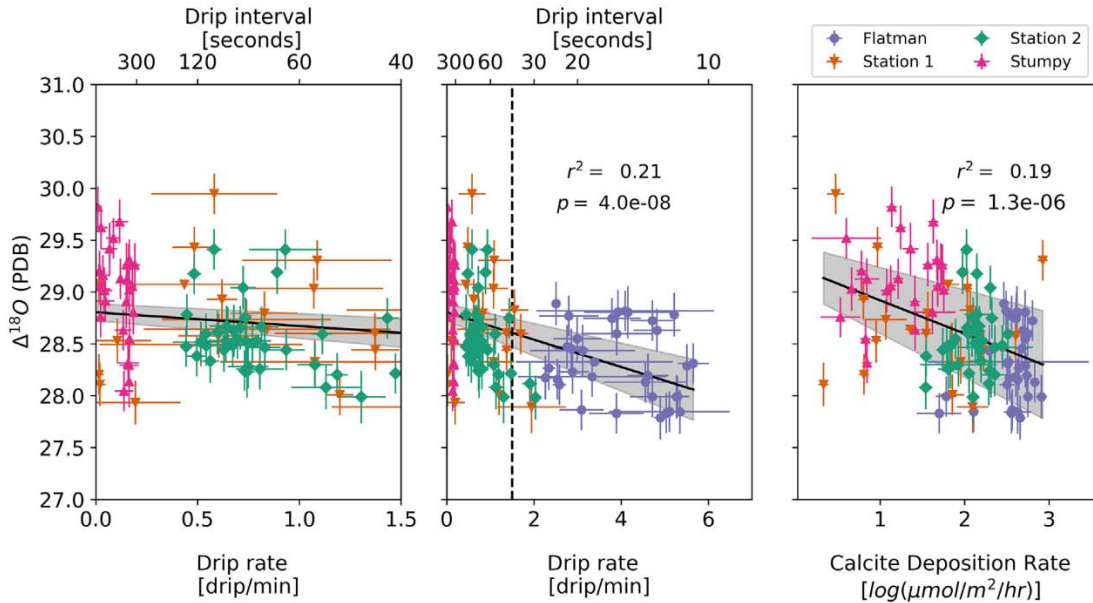 Drip interval
[seconds]
300 120 60 40
Drip interval
[seconds]
300 60 30 20 10
Flatman
Station 1
Station 2
Stumpy
Δ¹⁸O (PDB)
31.0
30.5
30.0
29.5
29.0
28.5
28.0
27.5
27.0
r² = 0.21
p = 4.0e-08
r² = 0.19
p = 1.3e-06
0.0 0.5 1.0 1.5
0 2 4 6
1 2 3
Drip rate
[drip/min]
Drip rate
[drip/min]
Calcite Deposition Rate
[log(μmol/m²/hr)]